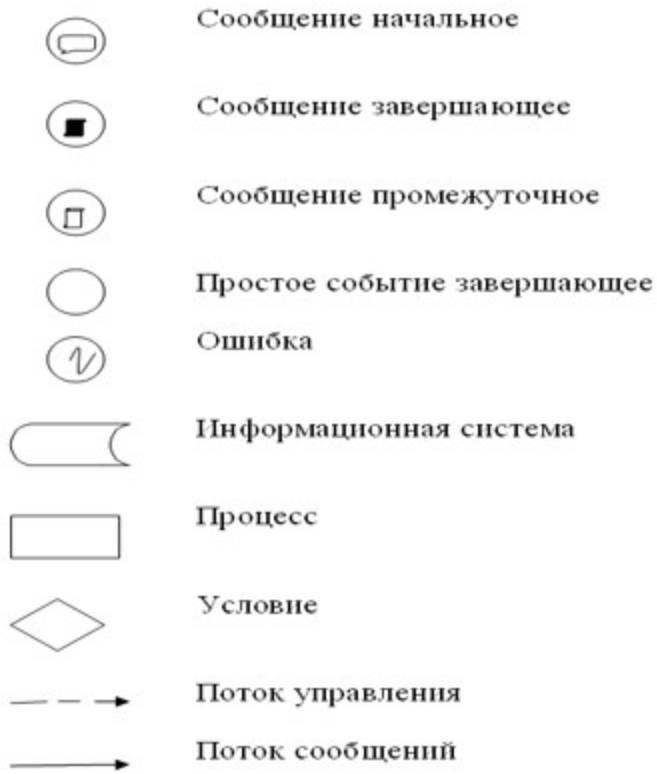 Сообщение начальное
Сообщение завершающее
Сообщение промежуточное
Простое событие завершающее
Ошибка
Информационная система
Процесс
Условие
Поток управления
Поток сообщений